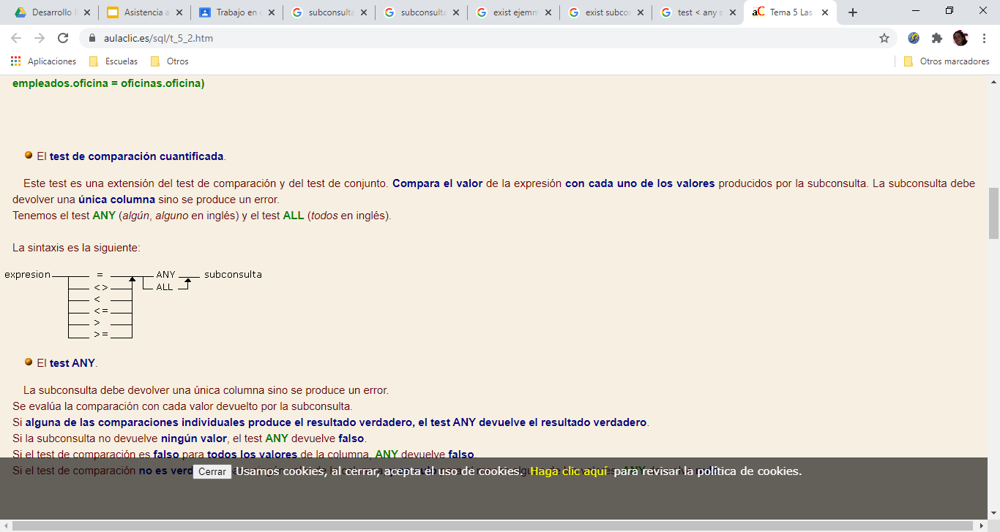 Desarrollo
Asistencia a
Trabajo en
subconsulta
subconsulta
exist ejem
exist subco
test < any s
aC Tema 5 Las
aulaclic.es/sql/t_5_2.htm
Aplicaciones Escuelas Otros Otros marcadores
empleados.oficina = oficinas.oficina)
El test de comparación cuantificada.
Este test es una extensión del test de comparación y del test de conjunto. Compara el valor de la expresión con cada uno de los valores producidos por la subconsulta. La subconsulta debe
devolver una única columna sino se produce un error.
Tenemos el test ANY (algún, alguno en inglés) y el test ALL (todos en inglés).
La sintaxis es la siguiente:
expresion = ANY subconsulta
<> ALL
<
<=
>
>=
El test ANY.
La subconsulta debe devolver una única columna sino se produce un error.
Se evalúa la comparación con cada valor devuelto por la subconsulta.
Si alguna de las comparaciones individuales produce el resultado verdadero, el test ANY devuelve el resultado verdadero.
Si la subconsulta no devuelve ningún valor, el test ANY devuelve falso.
Si el test de comparación es falso para todos los valores de la columna, ANY devuelve falso.
Si el test de comparación no es verd
Cerrar Usamos cookies, al cerrar, acepta el uso de cookies. Haga clic aquí para revisar la política de cookies.